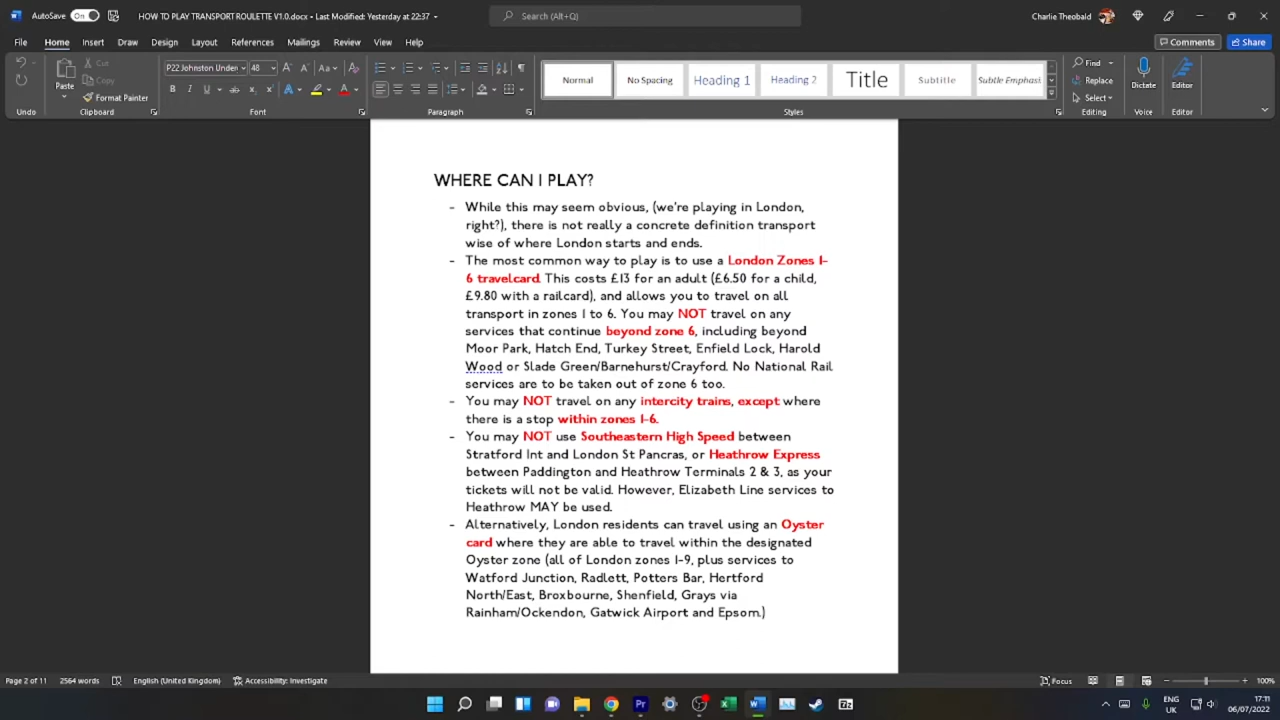 AutoSave On HOW TO PLAY TRANSPORT ROULETTE V1.0.docx - Last Modified: Yesterday at 22:37 Search (Alt+Q) Charlie Theobald
File Home Insert Draw Design Layout References Mailings Review View Help Comments Share
P22 Johnston Under 48 Normal No Spacing Heading 1 Heading 2 Title Subtitle Subtle Emphasis
Paste Cut Copy Format Painter Find Replace Select Dictate Editor
Undo Clipboard Font Paragraph Styles Editing Voice Editor
WHERE CAN I PLAY?
- While this may seem obvious, (we're playing in London,
right?), there is not really a concrete definition transport
wise of where London starts and ends.
- The most common way to play is to use a London Zones 1-
6 travelcard. This costs £13 for an adult (£6.50 for a child,
£9.80 with a railcard), and allows you to travel on all
transport in zones 1 to 6. You may NOT travel on any
services that continue beyond zone 6, including beyond
Moor Park, Hatch End, Turkey Street, Enfield Lock, Harold
Wood or Slade Green/Barnehurst/Crayford. No National Rail
services are to be taken out of zone 6 too.
- You may NOT travel on any intercity trains, except where
there is a stop within zones 1-6.
- You may NOT use Southeastern High Speed between
Stratford Int and London St Pancras, or Heathrow Express
between Paddington and Heathrow Terminals 2 & 3, as your
tickets will not be valid. However, Elizabeth Line services to
Heathrow MAY be used.
- Alternatively, London residents can travel using an Oyster
card where they are able to travel within the designated
Oyster zone (all of London zones 1-9, plus services to
Watford Junction, Radlett, Potters Bar, Hertford
North/East, Broxbourne, Shenfield, Grays via
Rainham/Ockendon, Gatwick Airport and Epsom.)
Page 2 of 11 2564 words English (United Kingdom) Accessibility: Investigate Focus 100%
ENG 17:11
UK 06/07/2022